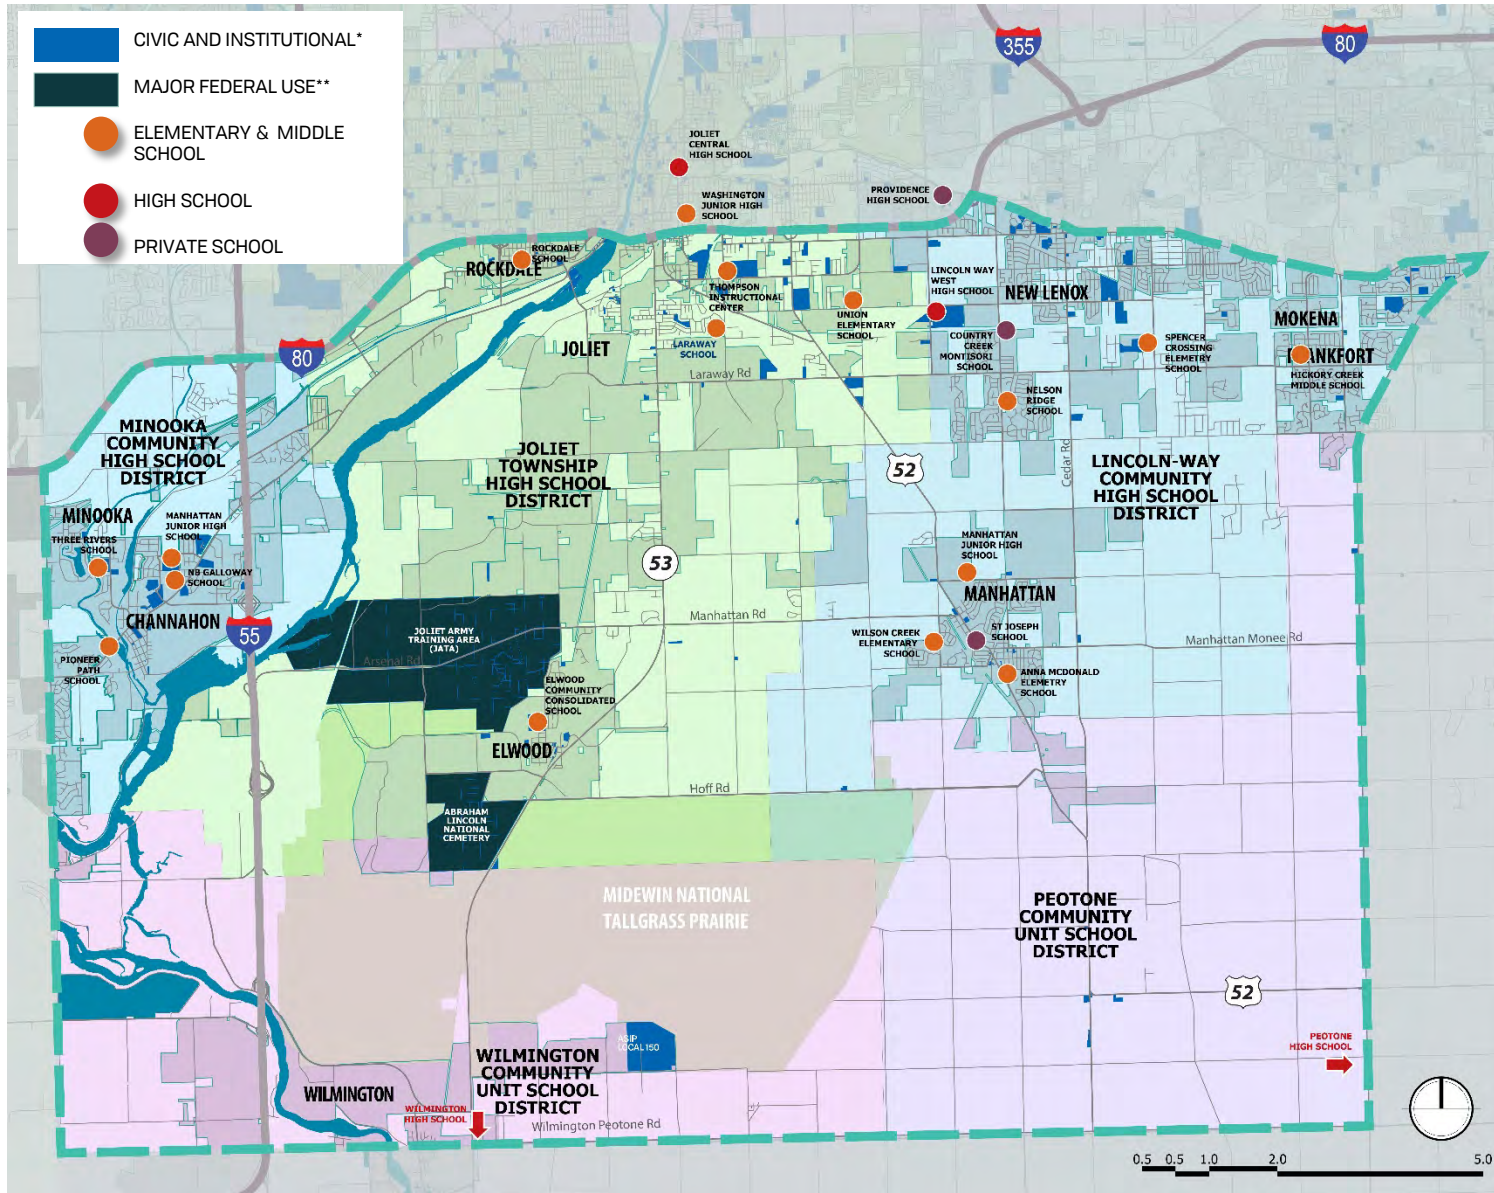 CIVIC AND INSTITUTIONAL*
MAJOR FEDERAL USE**
ELEMENTARY & MIDDLE
SCHOOL
HIGH SCHOOL
PRIVATE SCHOOL
355
80
JOLIET
CENTRAL
HIGH SCHOOL
WASHINGTON
JUNIOR HIGH
SCHOOL
PROVIDENCE
HIGH SCHOOL
ROCKDALE
SCHOOL
ROCKDALE
THOMPSON
INSTRUCTIONAL
CENTER
LARAWAY
SCHOOL
UNION
ELEMENTARY
SCHOOL
LINCOLN WAY
WEST
HIGH SCHOOL
NEW LENOX
COUNTRY
CREEK
MONTISORI
SCHOOL
SPENCER
CROSSING
ELEMETRY
SCHOOL
MOKENA
FRANKFORT
HICKORY CREEK
MIDDLE SCHOOL
80
JOLIET
Laraway Rd
NELSON
RIDGE
SCHOOL
MINOOKA
COMMUNITY
HIGH SCHOOL
DISTRICT
JOLIET
TOWNSHIP
HIGH SCHOOL
DISTRICT
52
Cedar Rd
LINCOLN-WAY
COMMUNITY
HIGH SCHOOL
DISTRICT
MINOOKA
THREE RIVERS
SCHOOL
MANHATTAN
JUNIOR HIGH
SCHOOL
NB GALLOWAY
SCHOOL
53
MANHATTAN
JUNIOR HIGH
SCHOOL
MANHATTAN
CHANNAHON
55
JOLIET ARMY
TRAINING AREA
(JATA)
Arsenal Rd
Manhattan Rd
WILSON CREEK
ELEMENTARY
SCHOOL
ST JOSEPH
SCHOOL
Manhattan Monee Rd
PIONEER
PATH
SCHOOL
ELWOOD
COMMUNITY
CONSOLIDATED
SCHOOL
ANNA MCDONALD
ELEMETRY
SCHOOL
ELWOOD
Hoff Rd
ABRAHAM
LINCOLN
NATIONAL
CEMETERY
MIDEWIN NATIONAL
TALLGRASS PRAIRIE
PEOTONE
COMMUNITY
UNIT SCHOOL
DISTRICT
52
ASIP
LOCAL 150
PEOTONE
HIGH SCHOOL
WILMINGTON
COMMUNITY
UNIT SCHOOL
DISTRICT
WILMINGTON
WILMINGTON
HIGH SCHOOL
Wilmington Peotone Rd
0.5 0.5 1.0 2.0 5.0